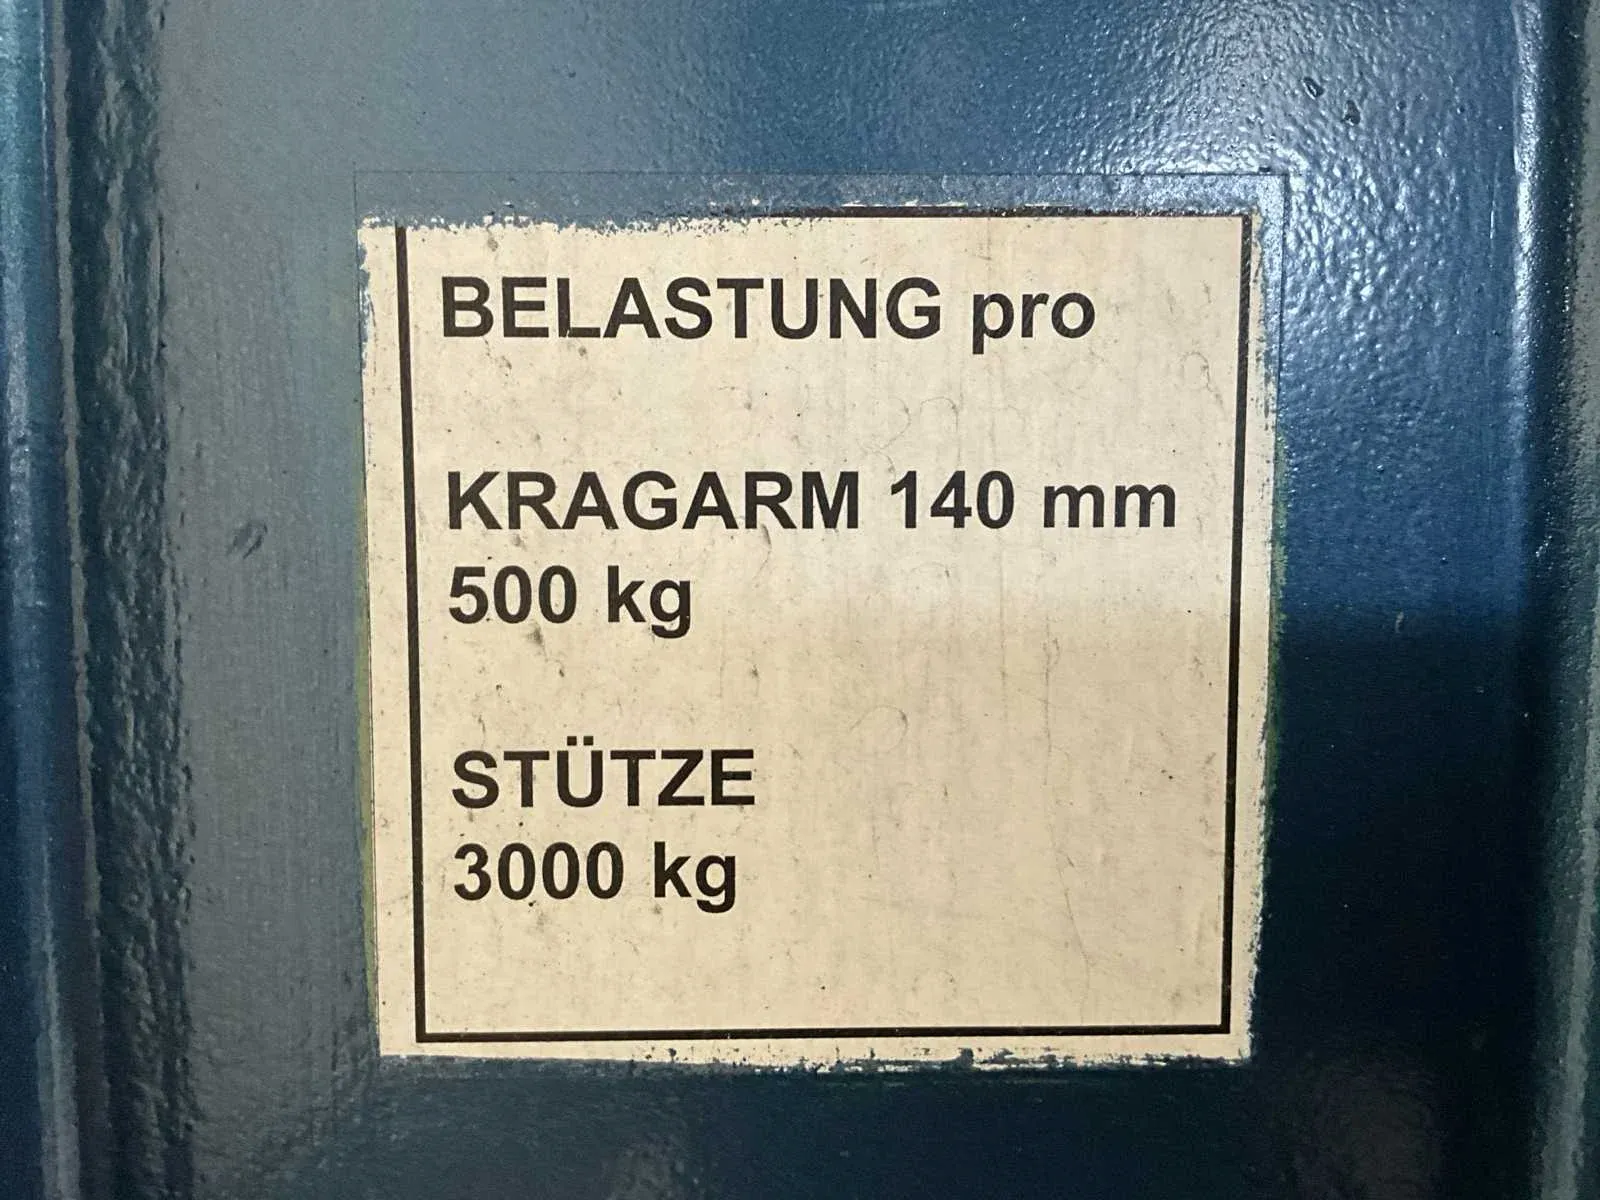 BELASTUNG pro
KRAGARM 140 mm
500 kg
STÜTZE
3000 kg